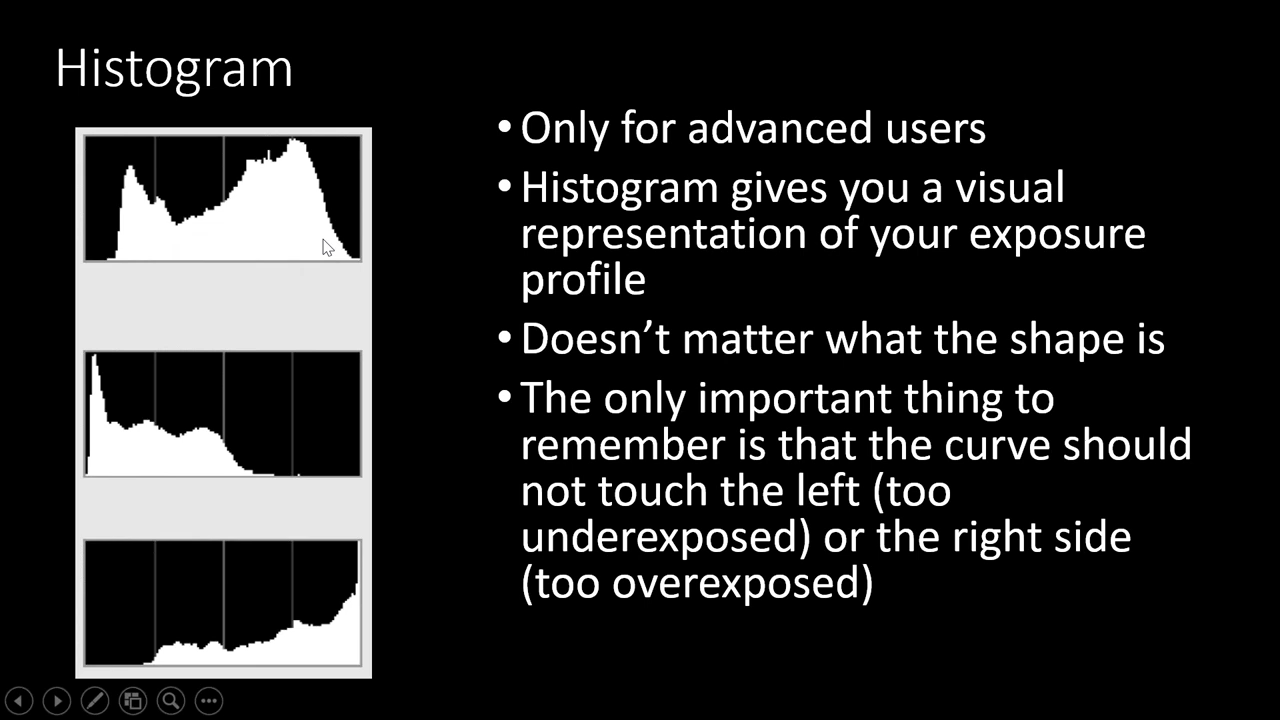 Histogram
• Only for advanced users
• Histogram gives you a visual
representation of your exposure
profile
• Doesn’t matter what the shape is
• The only important thing to
remember is that the curve should
not touch the left (too
underexposed) or the right side
(too overexposed)